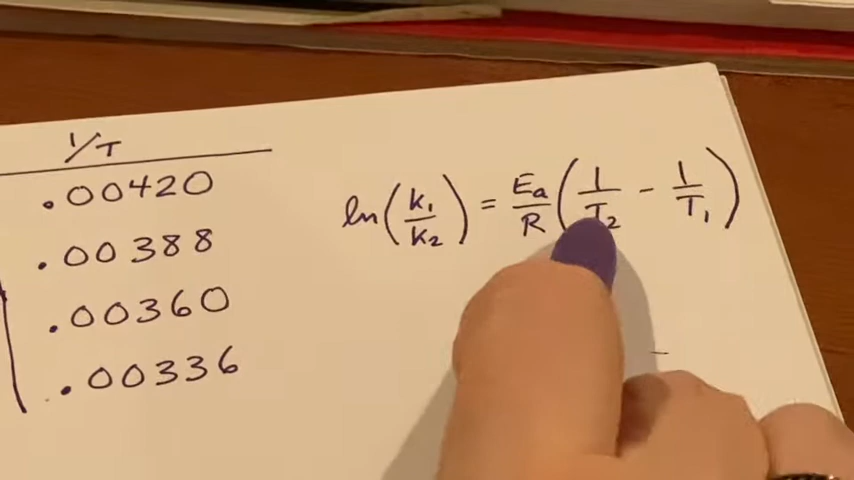 1/T
.00420
.00388
.00360
.00336
ln(k₁/k₂) = Ea/R (1/T₂ - 1/T₁)